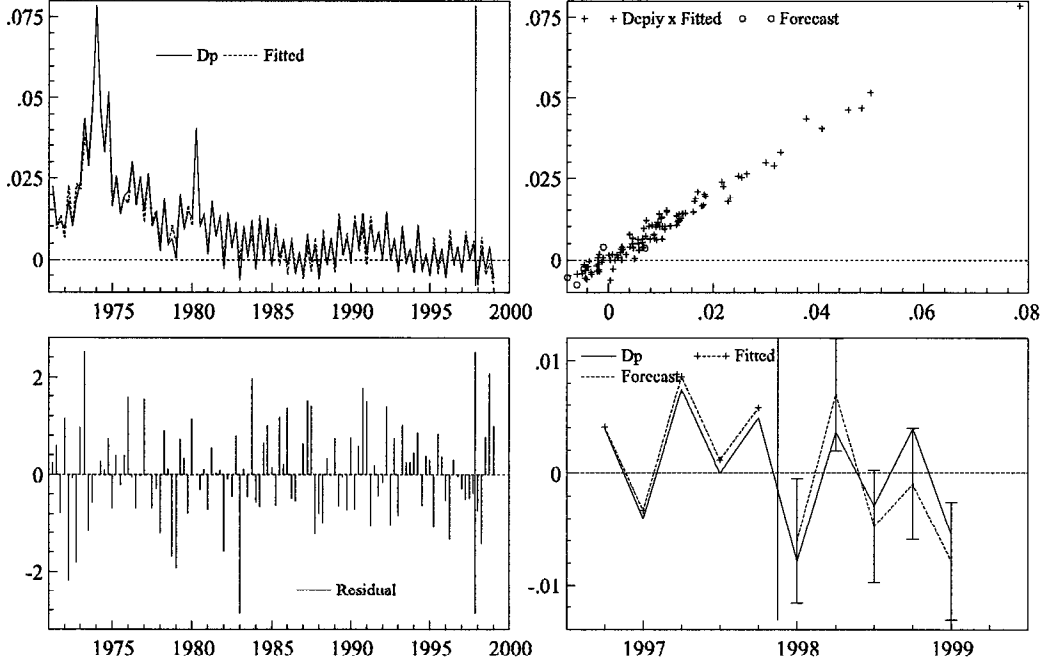 .075
Dp Fitted
.05
.025
0
1975 1980 1985 1990 1995 2000
.075
Dcpiy x Fitted Forecast
.05
.025
0
0 .02 .04 .06 .08
2
0
-2
Residual
1975 1980 1985 1990 1995 2000
.01
Dp Fitted
Forecast
0
-.01
1997 1998 1999